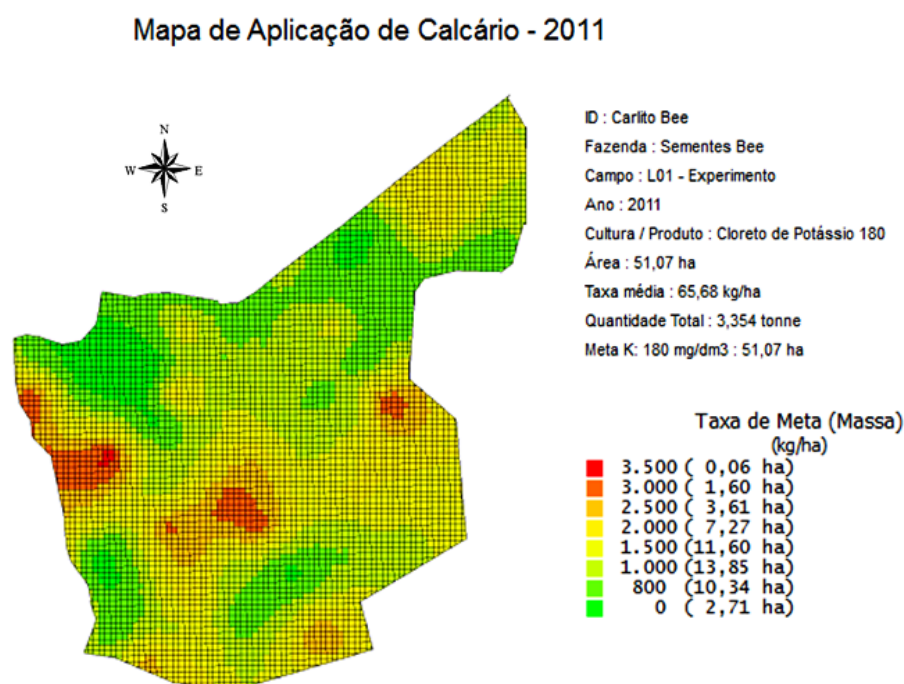 Mapa de Aplicação de Calcário - 2011
N
W E
S
ID : Carlito Bee
Fazenda : Sementes Bee
Campo : L01 - Experimento
Ano : 2011
Cultura / Produto : Cloreto de Potássio 180
Área : 51,07 ha
Taxa média : 65,68 kg/ha
Quantidade Total : 3,354 tonne
Meta K: 180 mg/dm3 : 51,07 ha
Taxa de Meta (Massa)
(kg/ha)
3.500 ( 0,06 ha)
3.000 ( 1,60 ha)
2.500 ( 3,61 ha)
2.000 ( 7,27 ha)
1.500 (11,60 ha)
1.000 (13,85 ha)
800 (10,34 ha)
0 ( 2,71 ha)